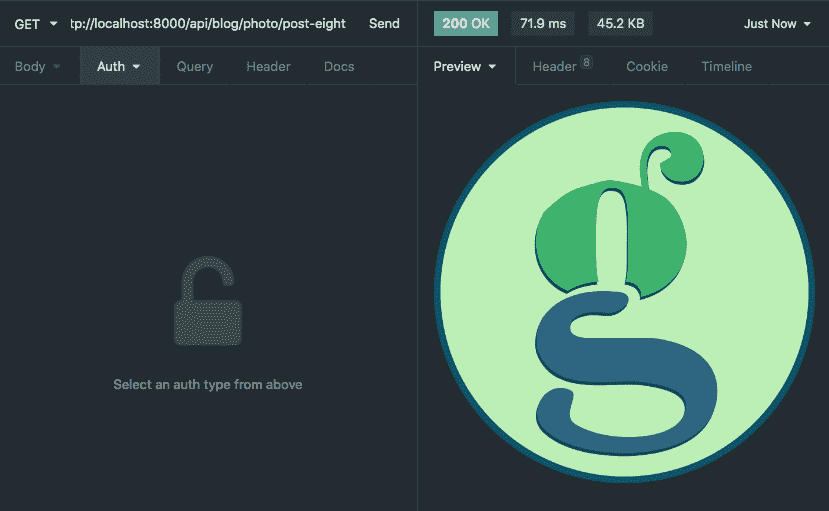 GET tp://localhost:8000/api/blog/photo/post-eight Send 200 OK 71.9 ms 45.2 KB Just Now
Body Auth Query Header Docs Preview Header 8 Cookie Timeline
g
Select an auth type from above